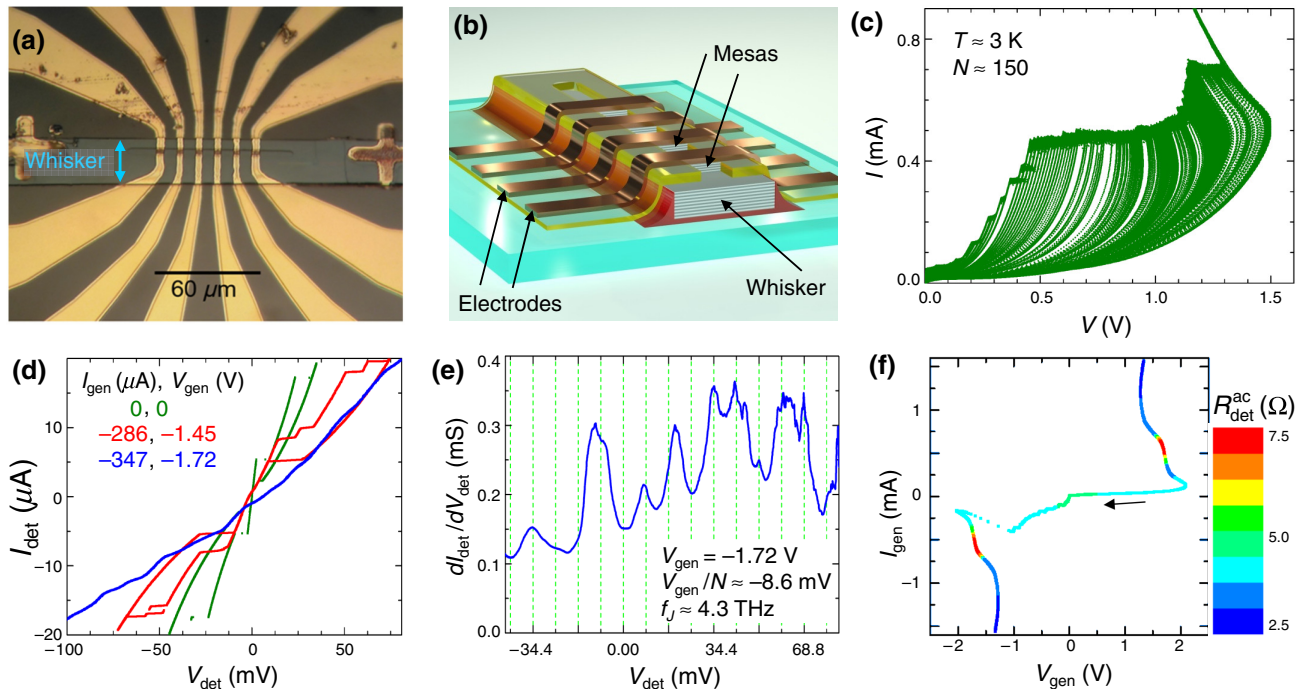 (a)
Whisker
60 μm
(b)
Mesas
Electrodes
Whisker
(c)
T ≈ 3 K
N ≈ 150
I (mA)
0.8
0.4
0.0
0.0 0.5 1.0 1.5
V (V)
(d)
I_gen (μA), V_gen (V)
0, 0
−286, −1.45
−347, −1.72
I_det (μA)
10
0
−10
−20
−100 −50 0 50
V_det (mV)
(e)
dI_det/dV_det (mS)
0.4
0.3
0.2
0.1
0.0
V_gen = −1.72 V
V_gen/N ≈ −8.6 mV
f_J ≈ 4.3 THz
−34.4 0.00 34.4 68.8
V_det (mV)
(f)
I_gen (mA)
1
0
−1
−2 −1 0 1 2
V_gen (V)
R_det^ac (Ω)
7.5
5.0
2.5